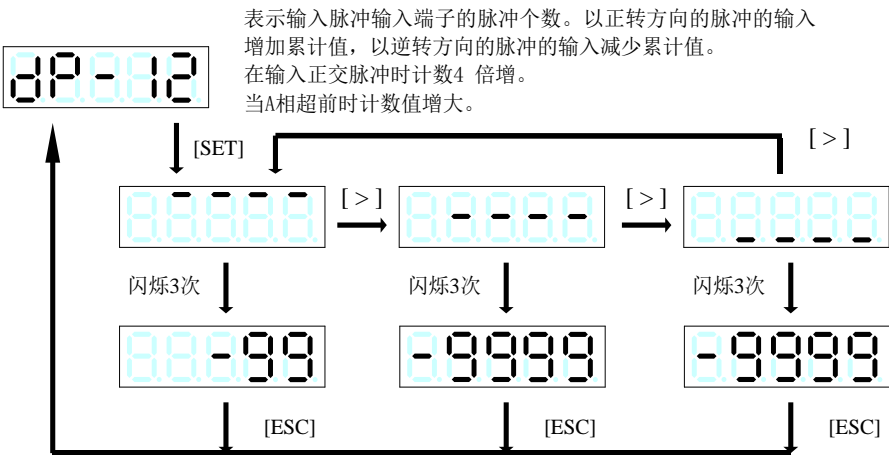 表示输入脉冲输入端子的脉冲个数。以正转方向的脉冲的输入
增加累计值，以逆转方向的脉冲的输入减少累计值。
在输入正交脉冲时计数4 倍增。
当A相超前时计数值增大。
dP-12
[SET]
[ > ]
----
[ > ]
----
[ > ]
----
闪烁3次
闪烁3次
闪烁3次
-99
-9999
-9999
[ESC]
[ESC]
[ESC]